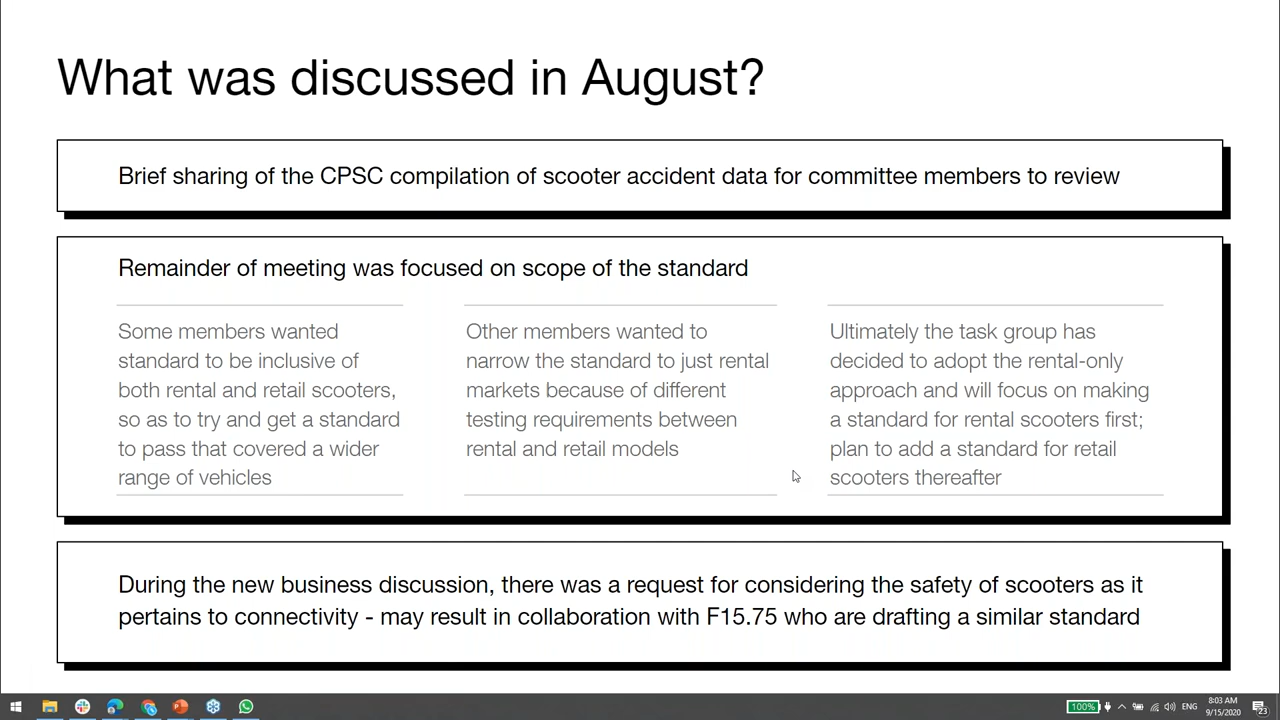 What was discussed in August?
Brief sharing of the CPSC compilation of scooter accident data for committee members to review
Remainder of meeting was focused on scope of the standard
Some members wanted
standard to be inclusive of
both rental and retail scooters,
so as to try and get a standard
to pass that covered a wider
range of vehicles
Other members wanted to
narrow the standard to just rental
markets because of different
testing requirements between
rental and retail models
Ultimately the task group has
decided to adopt the rental-only
approach and will focus on making
a standard for rental scooters first;
plan to add a standard for retail
scooters thereafter
During the new business discussion, there was a request for considering the safety of scooters as it
pertains to connectivity - may result in collaboration with F15.75 who are drafting a similar standard
100%
ENG
8:03 AM
9/15/2020
23